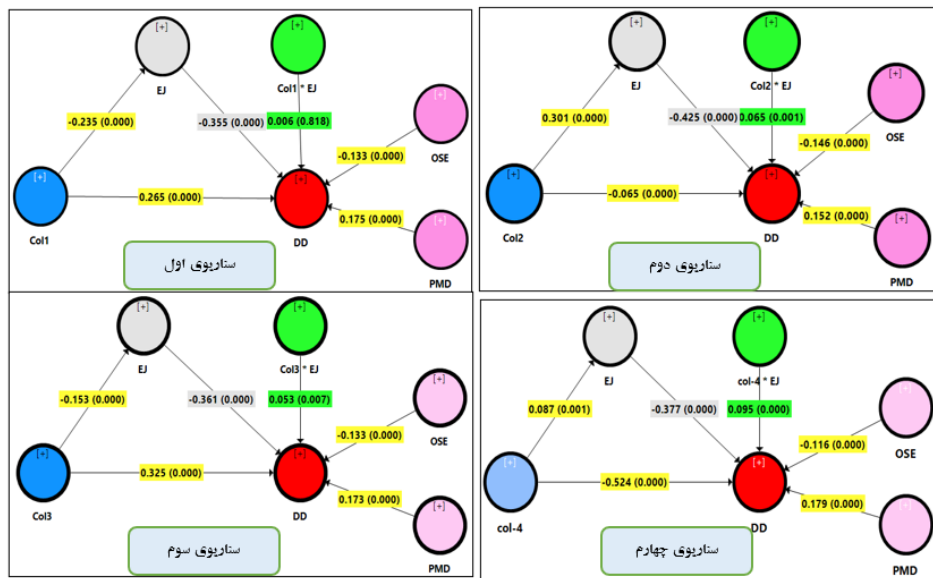 [+]
EJ
[+]
Col1 * EJ
[+]
OSE
-0.235 (0.000)
-0.355 (0.000)
0.006 (0.818)
-0.133 (0.000)
[+]
Col1
0.265 (0.000)
[+]
DD
0.175 (0.000)
[+]
PMD
سناریوی اول
[+]
EJ
[+]
Col2 * EJ
[+]
OSE
0.301 (0.000)
-0.425 (0.000)
0.065 (0.001)
-0.146 (0.000)
[+]
Col2
-0.065 (0.000)
[+]
DD
0.152 (0.000)
[+]
PMD
سناریوی دوم
[+]
EJ
[+]
Col3 * EJ
[+]
OSE
-0.153 (0.000)
-0.361 (0.000)
0.053 (0.007)
-0.133 (0.000)
[+]
Col3
0.325 (0.000)
[+]
DD
0.173 (0.000)
[+]
PMD
سناریوی سوم
[+]
EJ
[+]
col-4 * EJ
[+]
OSE
0.087 (0.001)
-0.377 (0.000)
0.095 (0.000)
-0.116 (0.000)
[+]
col-4
-0.524 (0.000)
[+]
DD
0.179 (0.000)
[+]
PMD
سناریوی چهارم